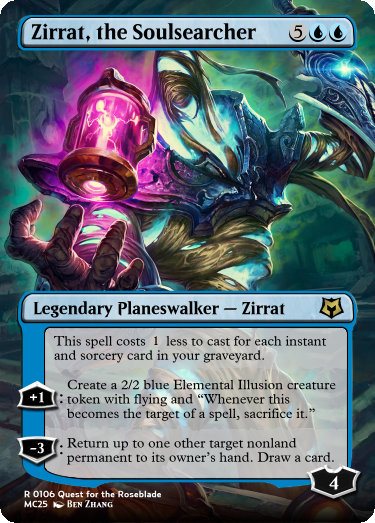 Zirrat, the Soulsearcher 5
Legendary Planeswalker — Zirrat
This spell costs 1 less to cast for each instant
and sorcery card in your graveyard.
+1: Create a 2/2 blue Elemental Illusion creature
token with flying and “Whenever this
becomes the target of a spell, sacrifice it.”
-3: Return up to one other target nonland
permanent to its owner's hand. Draw a card.
4
R 0106 Quest for the Roseblade
MC25 Ben Zhang